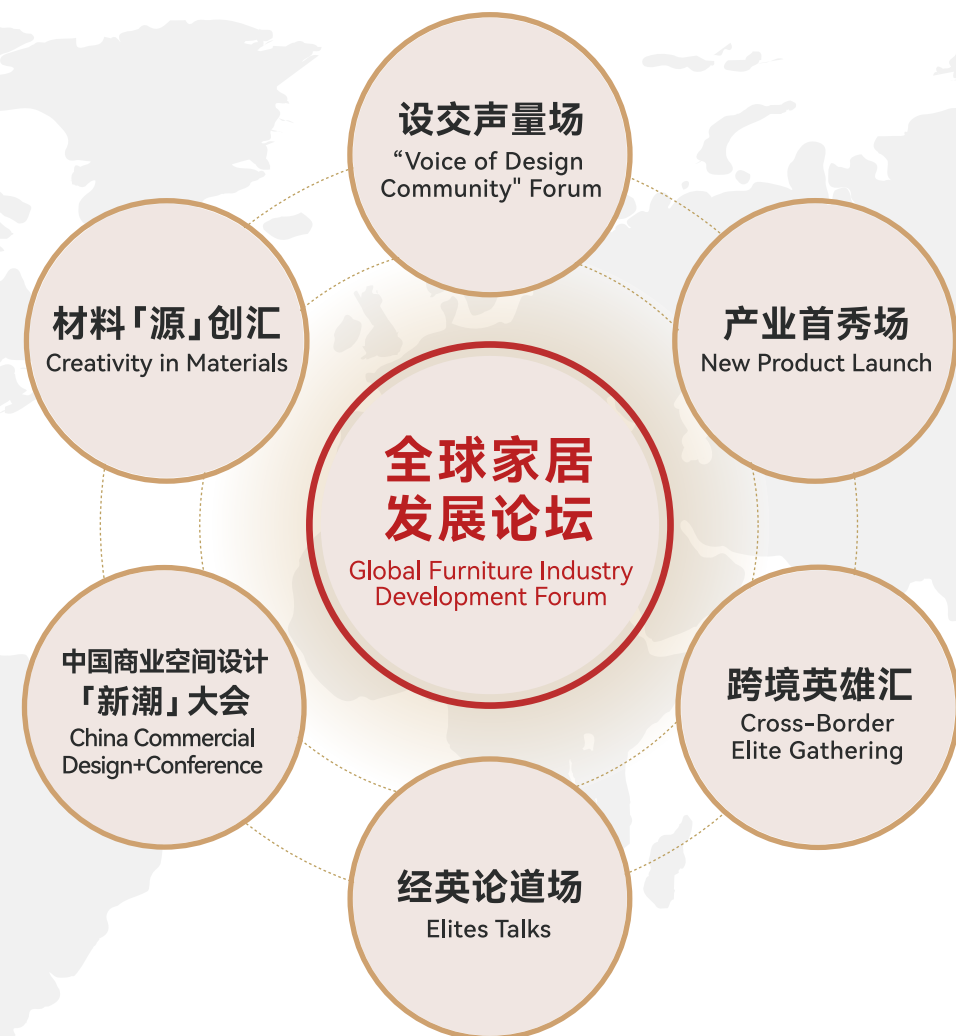 设交声量场
“Voice of Design
Community" Forum
材料「源」创汇
Creativity in Materials
产业首秀场
New Product Launch
全球家居
发展论坛
Global Furniture Industry
Development Forum
中国商业空间设计
「新潮」大会
China Commercial
Design+Conference
跨境英雄汇
Cross-Border
Elite Gathering
经英论道场
Elites Talks